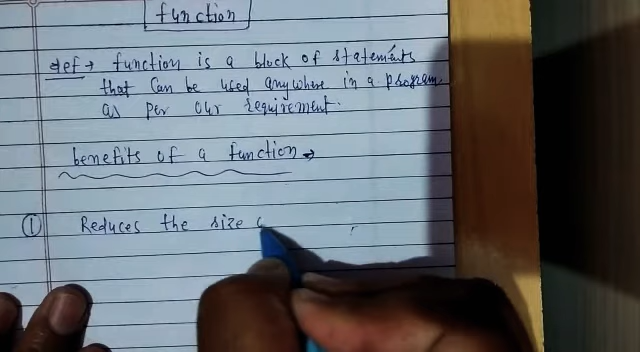 function
def → function is a block of statements
that can be used anywhere in a program
as per our requirement.
benefits of a function →
① Reduces the size